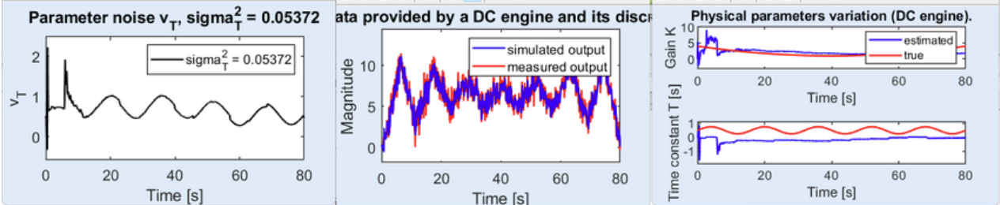 Parameter noise v_T, sigma_T^2 = 0.05372
sigma_T^2 = 0.05372
v_T
2
1
0
0 20 40 60 80
Time [s]
ata provided by a DC engine and its discr
simulated output
measured output
Magnitude
10
5
0
0 20 40 60 80
Time [s]
Physical parameters variation (DC engine).
Gain K
10
5
0
estimated
true
0 20 40 60 80
Time [s]
Time constant T [s]
1
0
-1
0 20 40 60 80
Time [s]